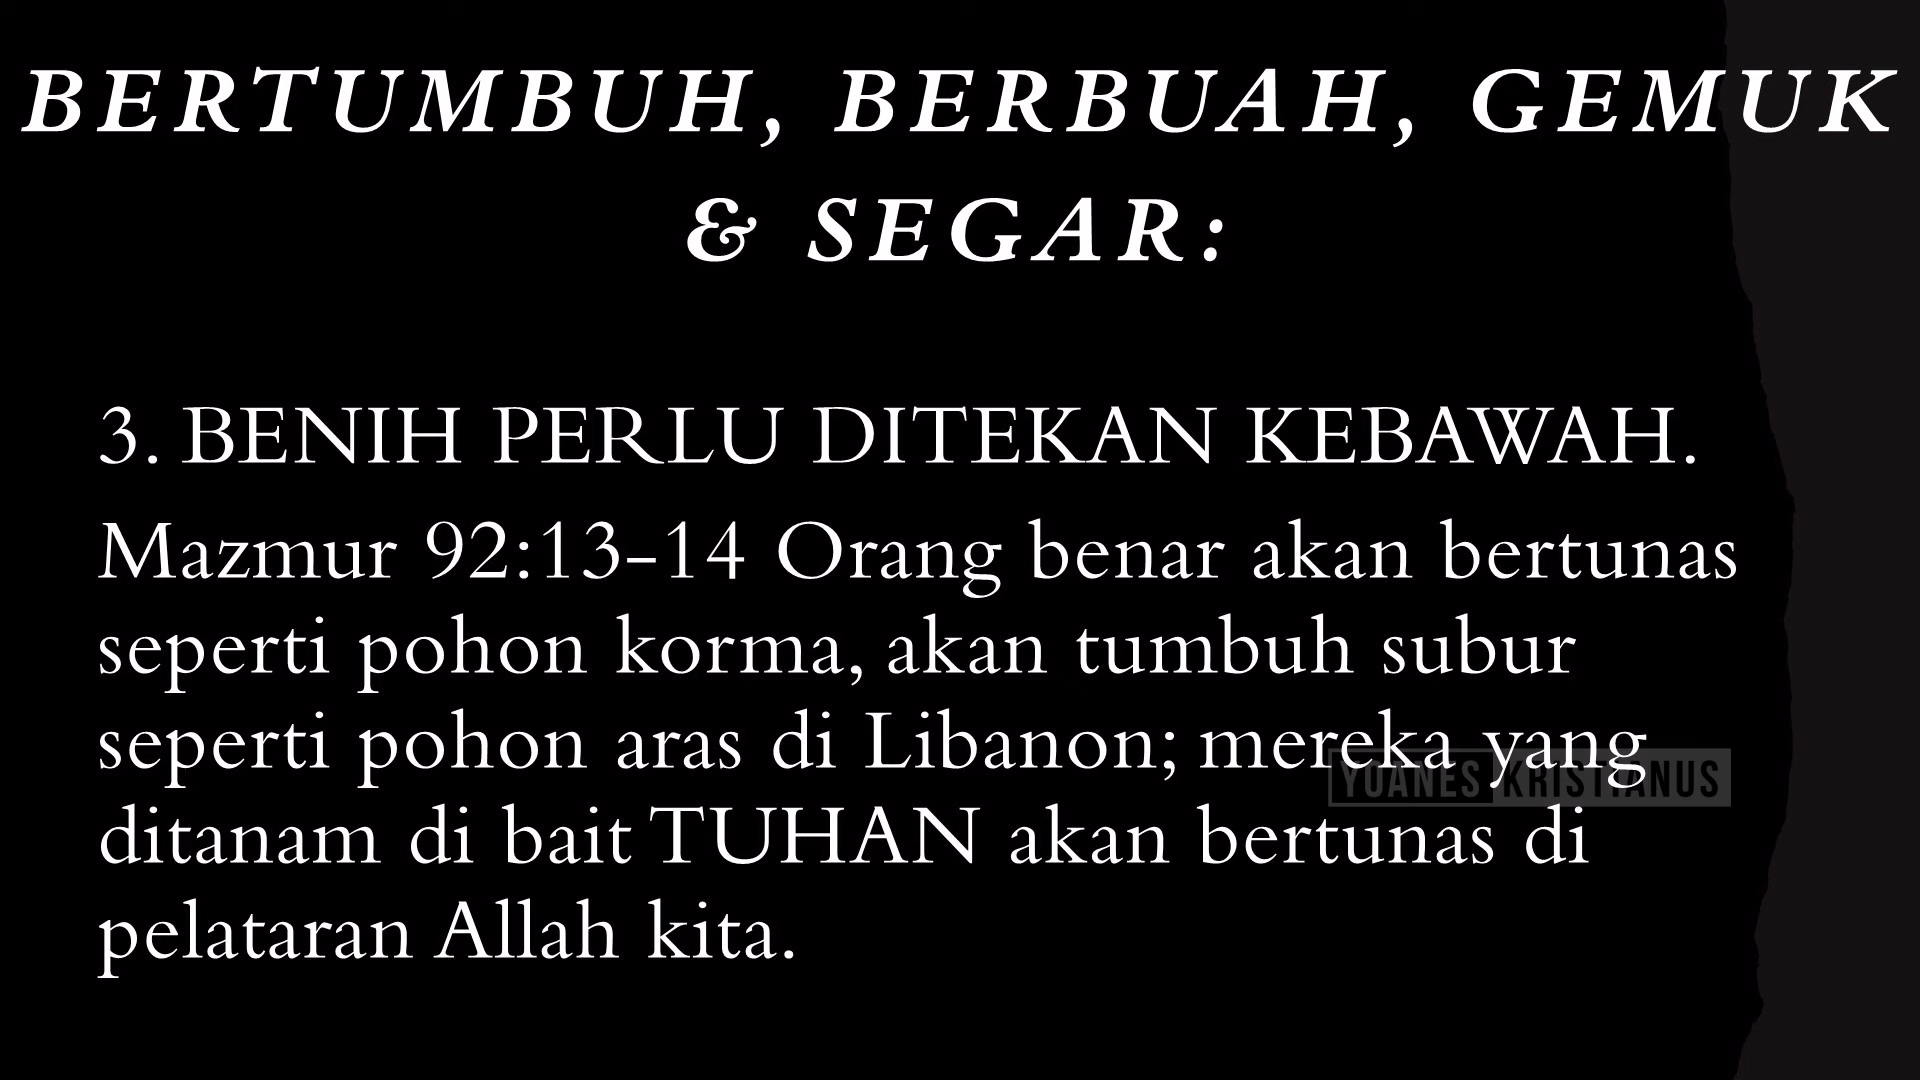 BERTUMBUH, BERBUAH, GEMUK
& SEGAR:
3. BENIH PERLU DITEKAN KEBAWAH.
Mazmur 92:13-14 Orang benar akan bertunas
seperti pohon korma, akan tumbuh subur
seperti pohon aras di Libanon; mereka yang
YOANES KRISTIANUS
ditanam di bait TUHAN akan bertunas di
pelataran Allah kita.